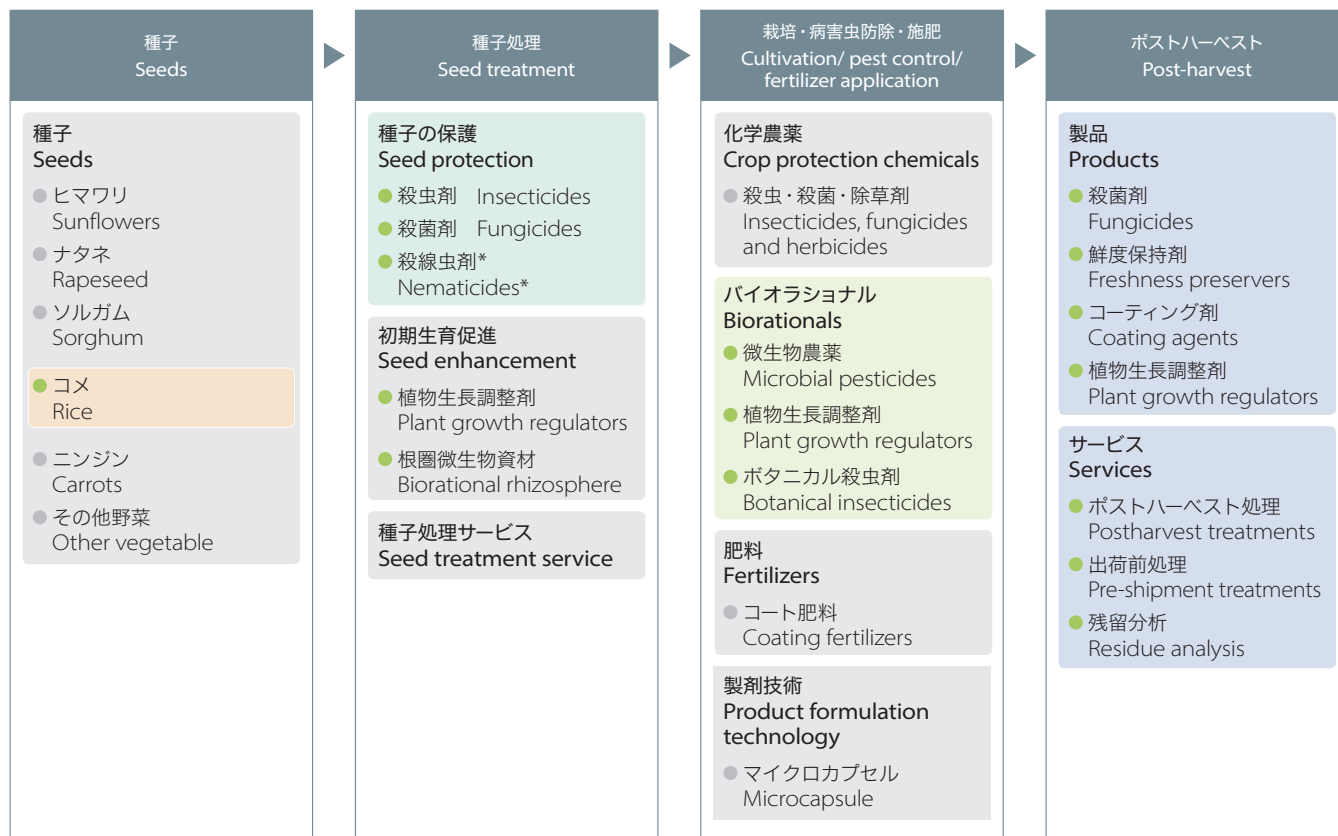 種子
Seeds
種子
Seeds
ヒマワリ
Sunflowers
ナタネ
Rapeseed
ソルガム
Sorghum
コメ
Rice
ニンジン
Carrots
その他野菜
Other vegetable
種子処理
Seed treatment
種子の保護
Seed protection
殺虫剤 Insecticides
殺菌剤 Fungicides
殺線虫剤*
Nematicides*
初期生育促進
Seed enhancement
植物生長調整剤
Plant growth regulators
根圏微生物資材
Biorational rhizosphere
種子処理サービス
Seed treatment service
栽培・病害虫防除・施肥
Cultivation/ pest control/
fertilizer application
化学農薬
Crop protection chemicals
殺虫・殺菌・除草剤
Insecticides, fungicides
and herbicides
バイオラショナル
Biorationals
微生物農薬
Microbial pesticides
植物生長調整剤
Plant growth regulators
ボタニカル殺虫剤
Botanical insecticides
肥料
Fertilizers
コート肥料
Coating fertilizers
製剤技術
Product formulation
technology
マイクロカプセル
Microcapsule
ポストハーベスト
Post-harvest
製品
Products
殺菌剤
Fungicides
鮮度保持剤
Freshness preservers
コーティング剤
Coating agents
植物生長調整剤
Plant growth regulators
サービス
Services
ポストハーベスト処理
Postharvest treatments
出荷前処理
Pre-shipment treatments
残留分析
Residue analysis